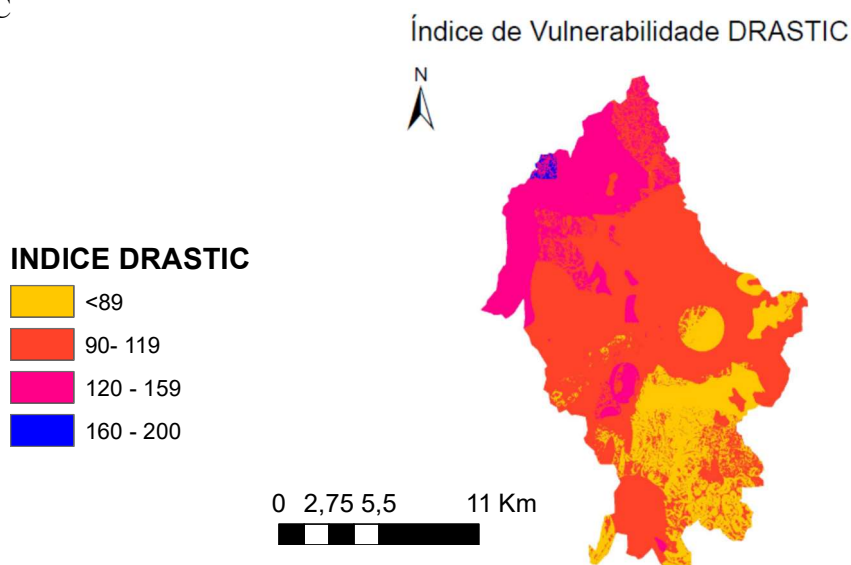 C
Índice de Vulnerabilidade DRASTIC
N
INDICE DRASTIC
<89
90- 119
120 - 159
160 - 200
0 2,75 5,5 11 Km